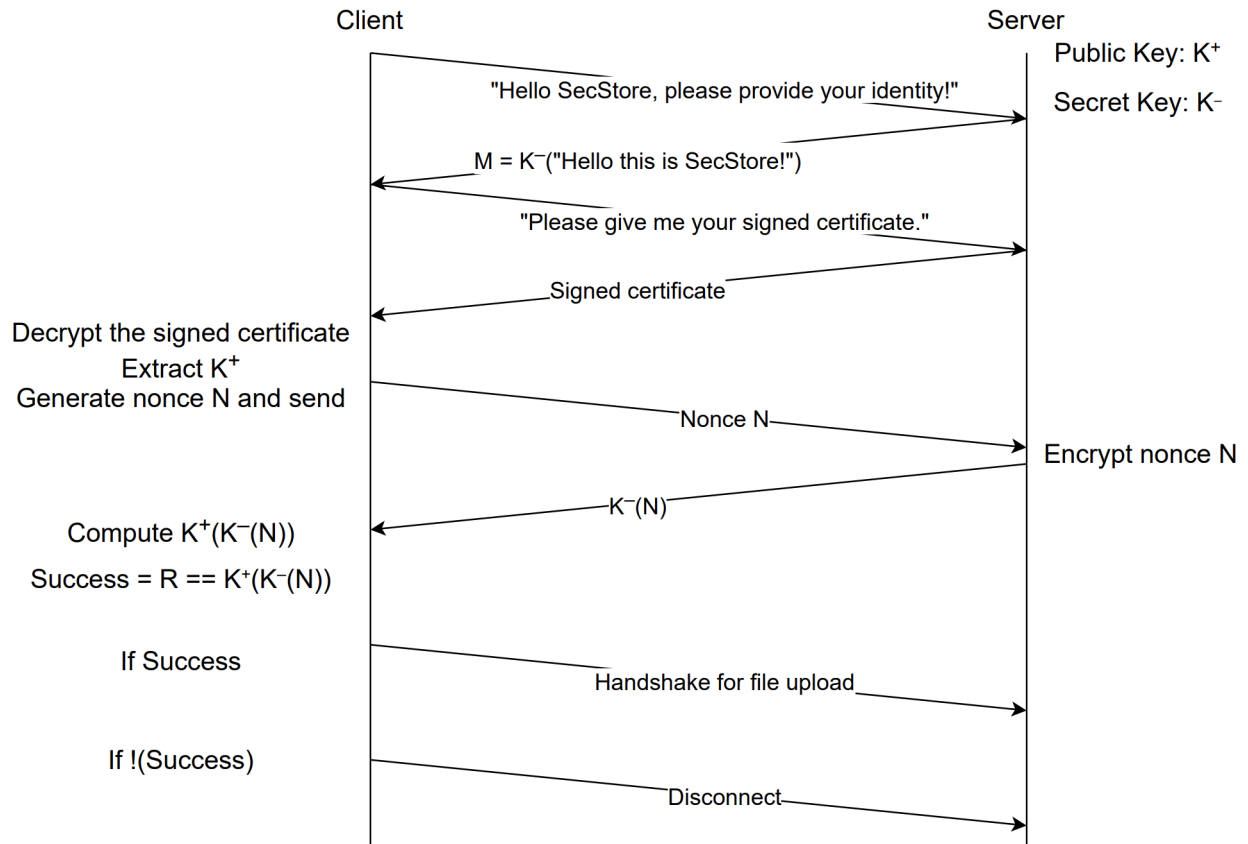 Client
Server
Public Key: K⁺
"Hello SecStore, please provide your identity!"
Secret Key: K⁻
M = K⁻("Hello this is SecStore!")
"Please give me your signed certificate."
Signed certificate
Decrypt the signed certificate
Extract K⁺
Generate nonce N and send
Nonce N
Encrypt nonce N
K⁻(N)
Compute K⁺(K⁻(N))
Success = R == K⁺(K⁻(N))
If Success
Handshake for file upload
If !(Success)
Disconnect